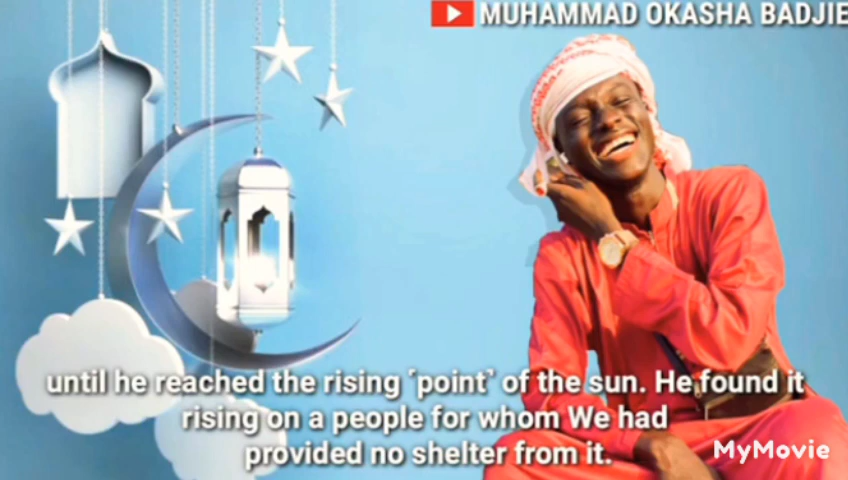 MUHAMMAD OKASHA BADJIE
until he reached the rising ˹point˺ of the sun. He found it
rising on a people for whom We had
provided no shelter from it.
MyMovie